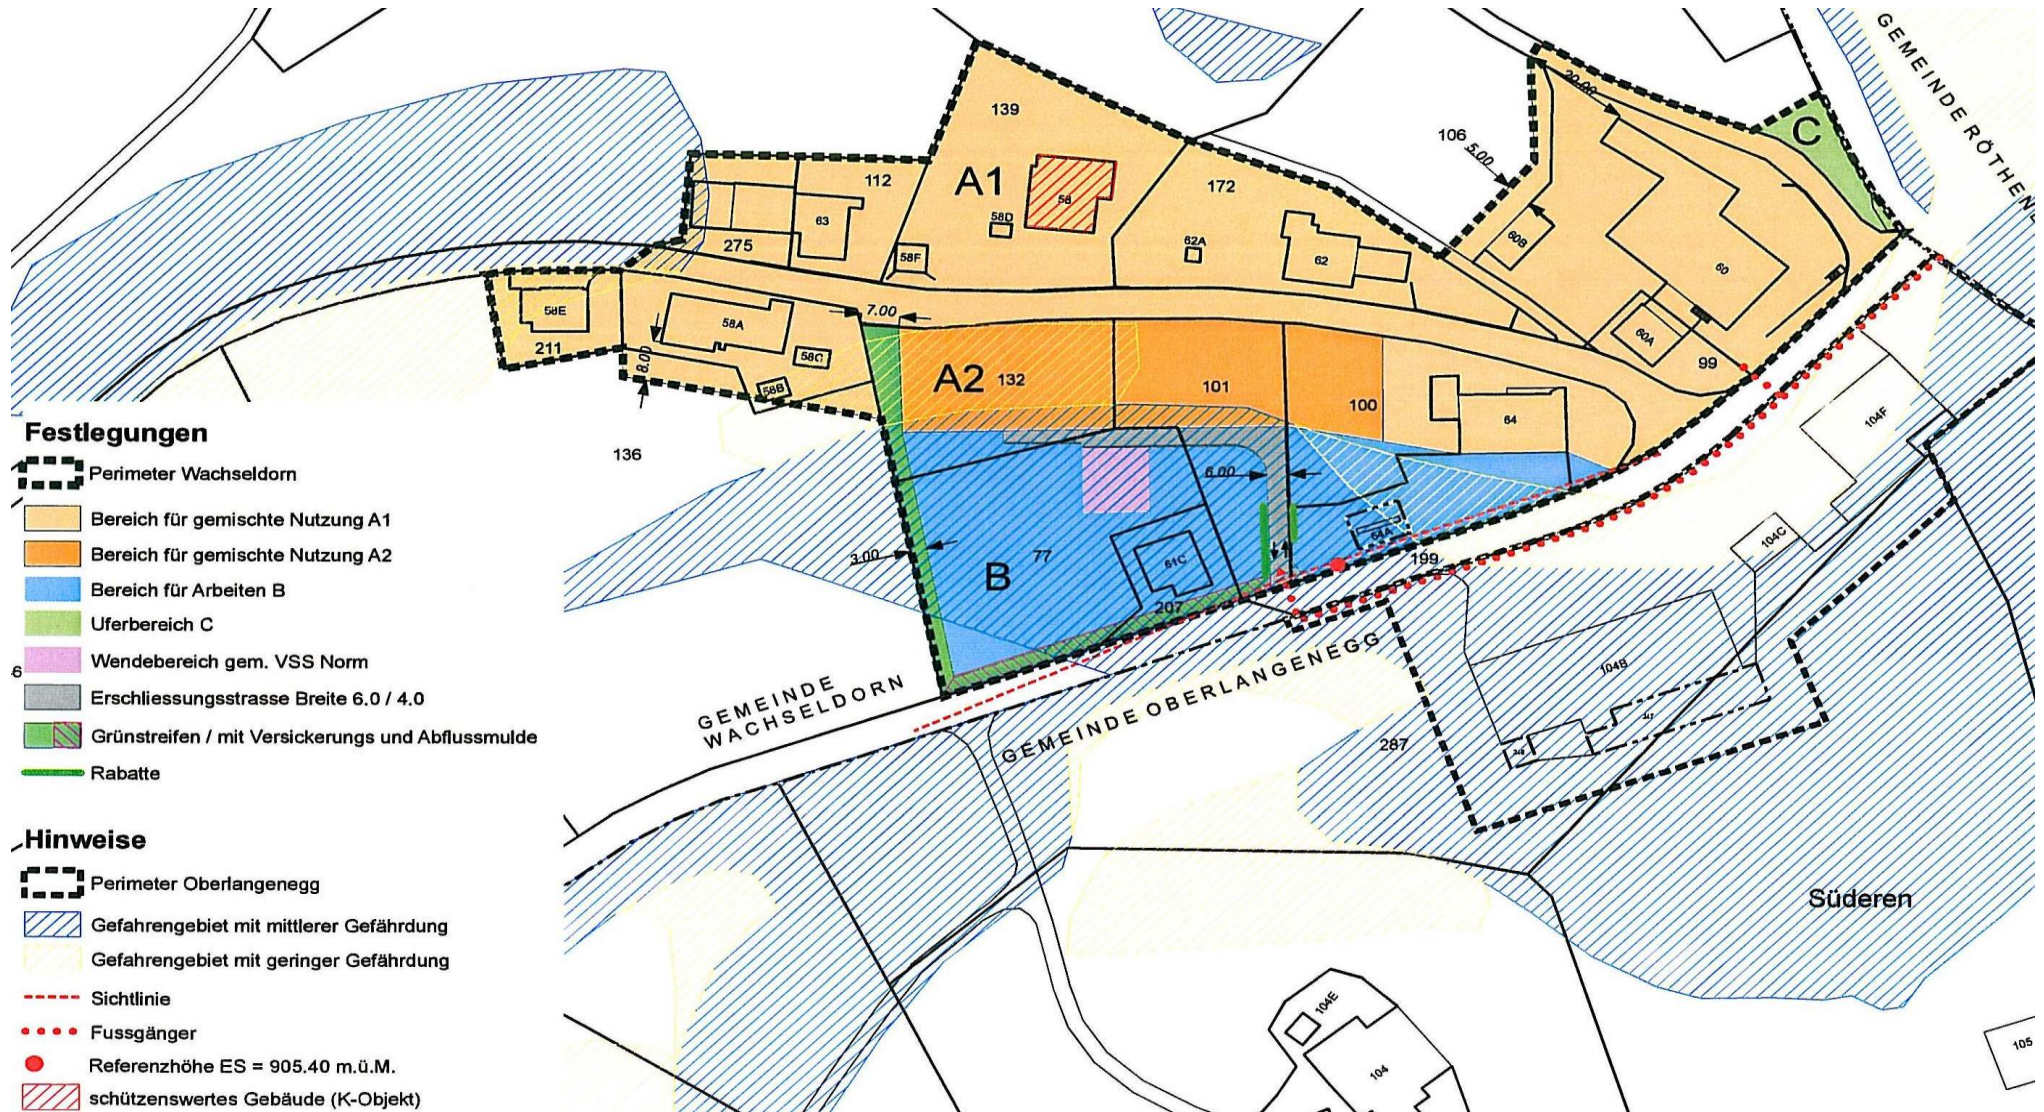 GEMEINDE RÖTHEN
C
20.00
139
106
5.00
A1
112
172
58
63
58D
60B
275
58F
62A
62
60
58E
7.00
58A
60A
211
58C
99
8.00
A2
132
101
58B
100
64
104F
Festlegungen
136
Perimeter Wachseldorn
6.00
Bereich für gemischte Nutzung A1
64A
104C
Bereich für gemischte Nutzung A2
3.00
77
61C
199
B
Bereich für Arbeiten B
207
Uferbereich C
Wendebereich gem. VSS Norm
104B
6
Erschliessungsstrasse Breite 6.0 / 4.0
GEMEINDE
WACHSELDORN
GEMEINDE OBERLANGENEGG
287
Grünstreifen / mit Versickerungs und Abflussmulde
Rabatte
Hinweise
Perimeter Oberlangenegg
Süderen
Gefahrengebiet mit mittlerer Gefährdung
Gefahrengebiet mit geringer Gefährdung
Sichtlinie
104E
Fussgänger
105
Referenzhöhe ES = 905.40 m.ü.M.
104
schützenswertes Gebäude (K-Objekt)